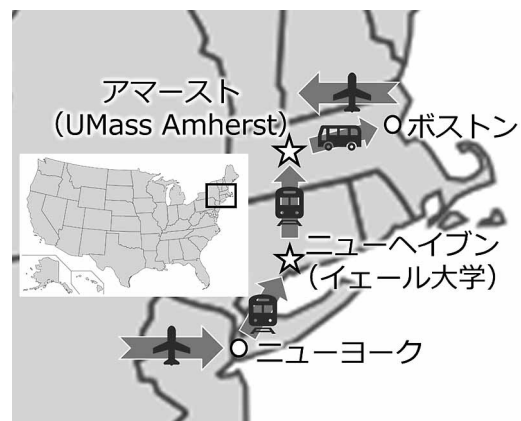 アマースト
（UMass Amherst）
ボストン
ニューヘイブン
（イェール大学）
ニューヨーク